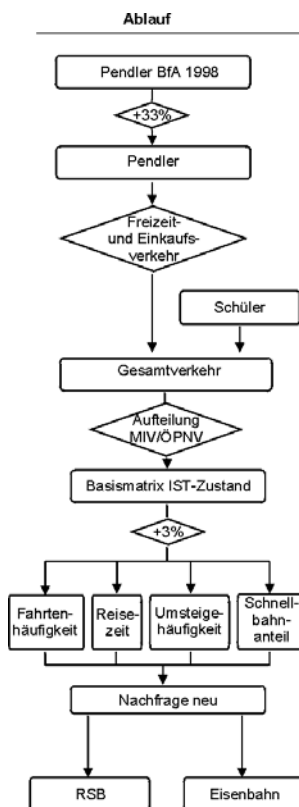 Ablauf
Pendler BfA 1998
+33%
Pendler
Freizeit-
und Einkaufs-
verkehr
Schüler
Gesamtverkehr
Aufteilung
MIV/ÖPNV
Basismatrix IST-Zustand
+3%
Fahrten-
häufigkeit
Reise-
zeit
Umsteige-
häufigkeit
Schnell-
bahn-
anteil
Nachfrage neu
RSB
Eisenbahn